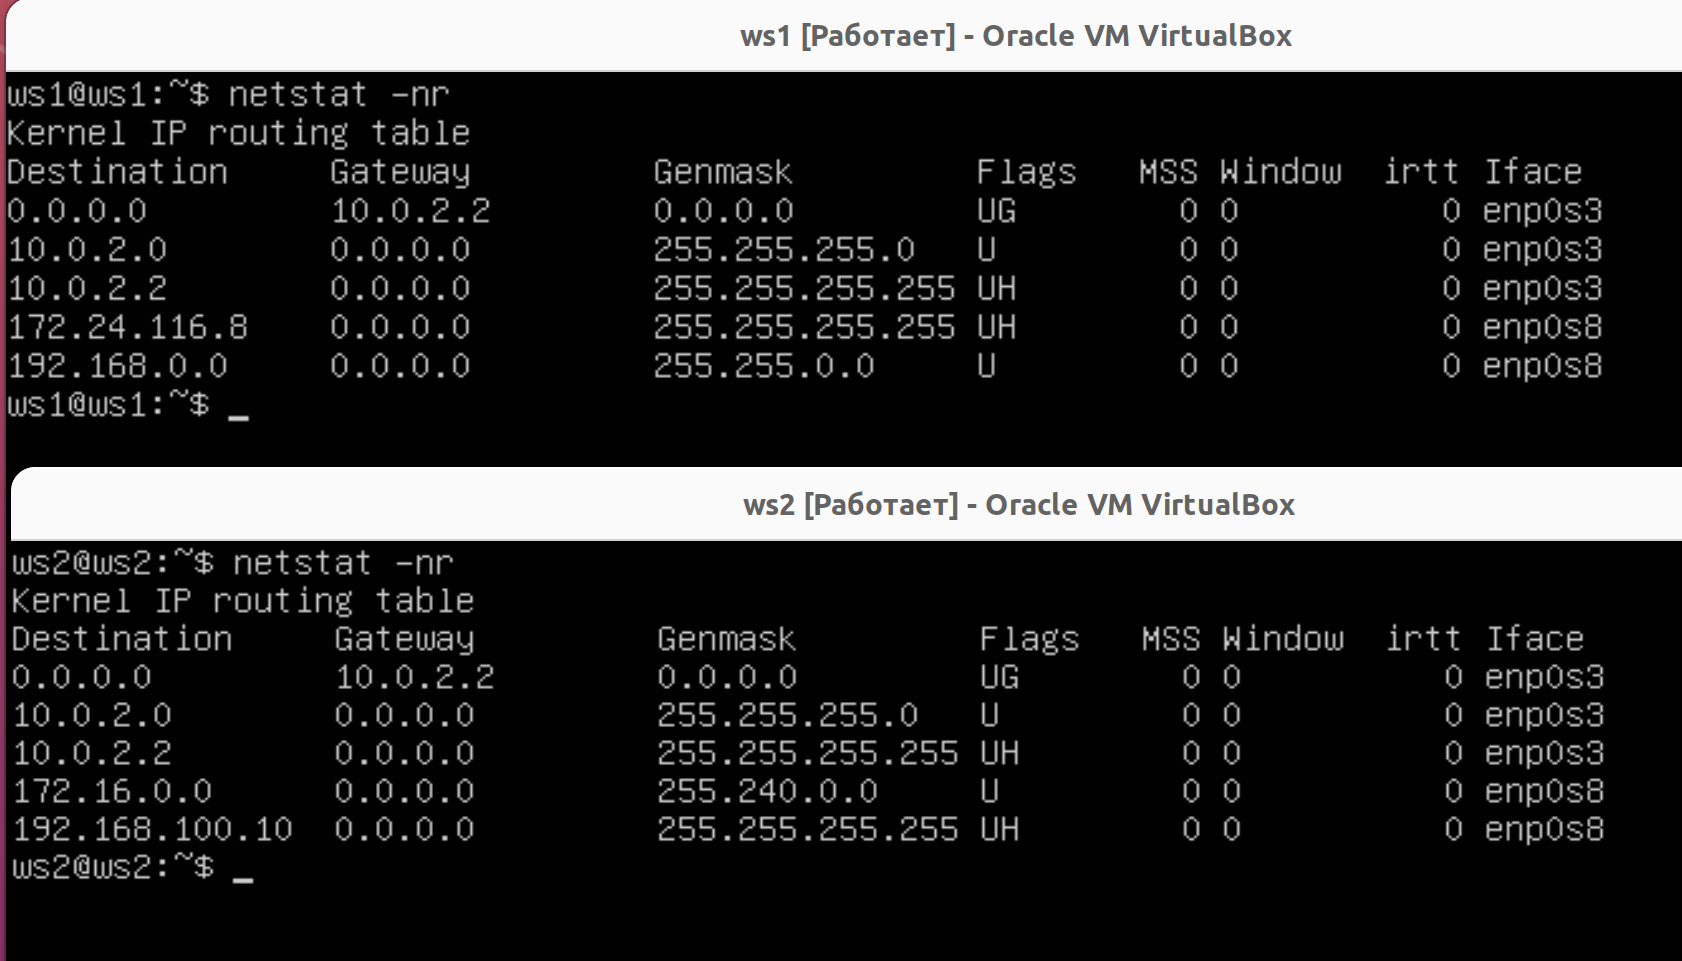 ws1 [Работает] - Oracle VM VirtualBox
ws1@ws1:~$ netstat -nr
Kernel IP routing table
Destination     Gateway         Genmask         Flags   MSS Window  irtt Iface
0.0.0.0         10.0.2.2        0.0.0.0         UG        0 0          0 enp0s3
10.0.2.0        0.0.0.0         255.255.255.0   U         0 0          0 enp0s3
10.0.2.2        0.0.0.0         255.255.255.255 UH        0 0          0 enp0s3
172.24.116.8    0.0.0.0         255.255.255.255 UH        0 0          0 enp0s8
192.168.0.0     0.0.0.0         255.255.0.0     U         0 0          0 enp0s8
ws1@ws1:~$ _
ws2 [Работает] - Oracle VM VirtualBox
ws2@ws2:~$ netstat -nr
Kernel IP routing table
Destination     Gateway         Genmask         Flags   MSS Window  irtt Iface
0.0.0.0         10.0.2.2        0.0.0.0         UG        0 0          0 enp0s3
10.0.2.0        0.0.0.0         255.255.255.0   U         0 0          0 enp0s3
10.0.2.2        0.0.0.0         255.255.255.255 UH        0 0          0 enp0s3
172.16.0.0      0.0.0.0         255.240.0.0     U         0 0          0 enp0s8
192.168.100.10  0.0.0.0         255.255.255.255 UH        0 0          0 enp0s8
ws2@ws2:~$ _